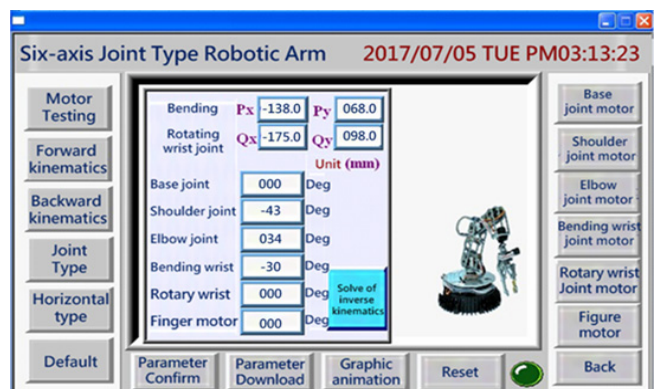 Six-axis Joint Type Robotic Arm 2017/07/05 TUE PM03:13:23
Motor
Testing
Forward
kinematics
Backward
kinematics
Joint
Type
Horizontal
type
Default
Bending Px -138.0 Py 068.0
Rotating
wrist joint Qx -175.0 Qy 098.0
Unit (mm)
Base joint 000 Deg
Shoulder joint -43 Deg
Elbow joint 034 Deg
Bending wrist -30 Deg
Rotary wrist 000 Deg
Finger motor 000 Deg
Solve of
inverse
kinematics
Base
joint motor
Shoulder
joint motor
Elbow
joint motor
Bending wrist
joint motor
Rotary wrist
Joint motor
Figure
motor
Back
Parameter
Confirm
Parameter
Download
Graphic
animation
Reset